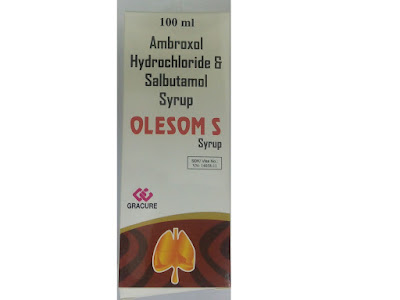 100 ml
Ambroxol
Hydrochloride &
Salbutamol
Syrup
OLESOM S
Syrup
GRACURE